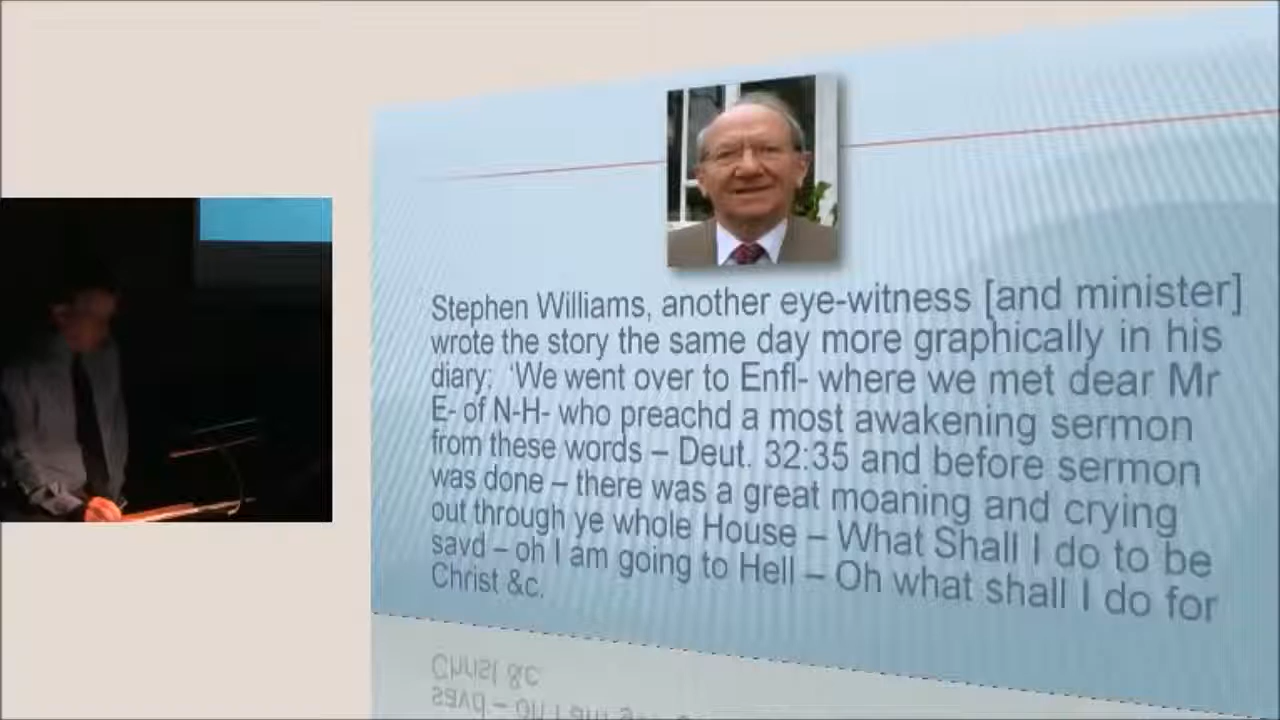 Stephen Williams, another eye-witness [and minister]
wrote the story the same day more graphically in his
diary; 'We went over to Enfl- where we met dear Mr
E- of N-H- who preachd a most awakening sermon
from these words – Deut. 32:35 and before sermon
was done – there was a great moaning and crying
out through ye whole House – What Shall I do to be
savd – oh I am going to Hell – Oh what shall I do for
Christ &c.